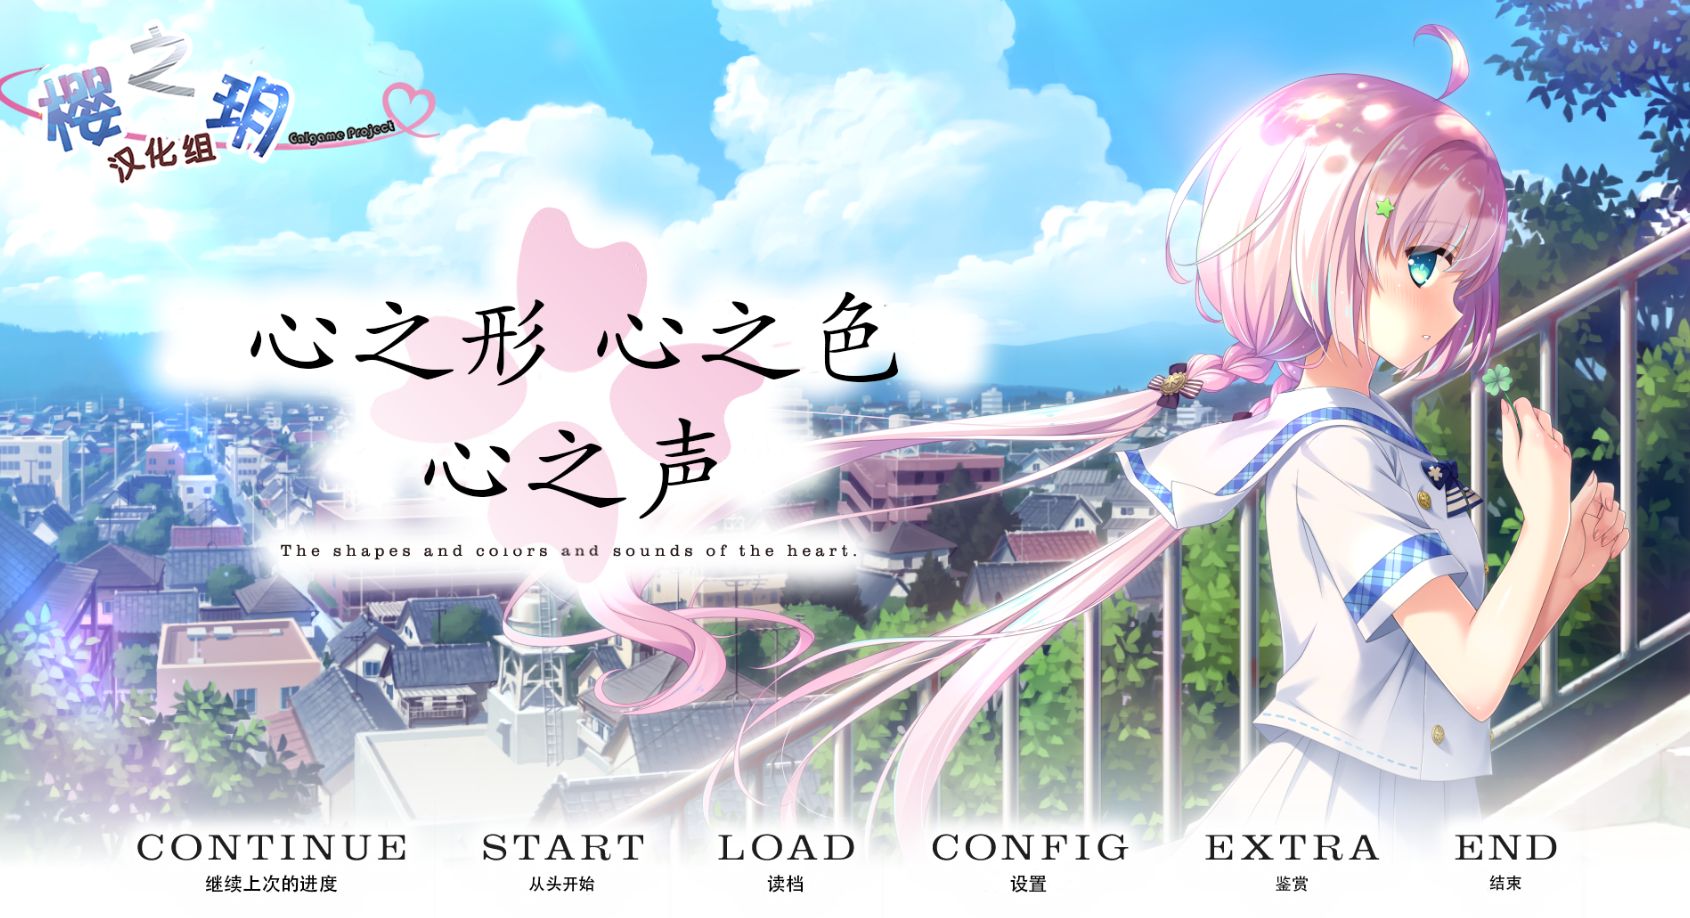 樱之玥
汉化组
Galgame Project
心之形 心之色
心之声
The shapes and colors and sounds of the heart.
CONTINUE START LOAD CONFIG EXTRA END
继续上次的进度 从头开始 读档 设置 鉴赏 结束